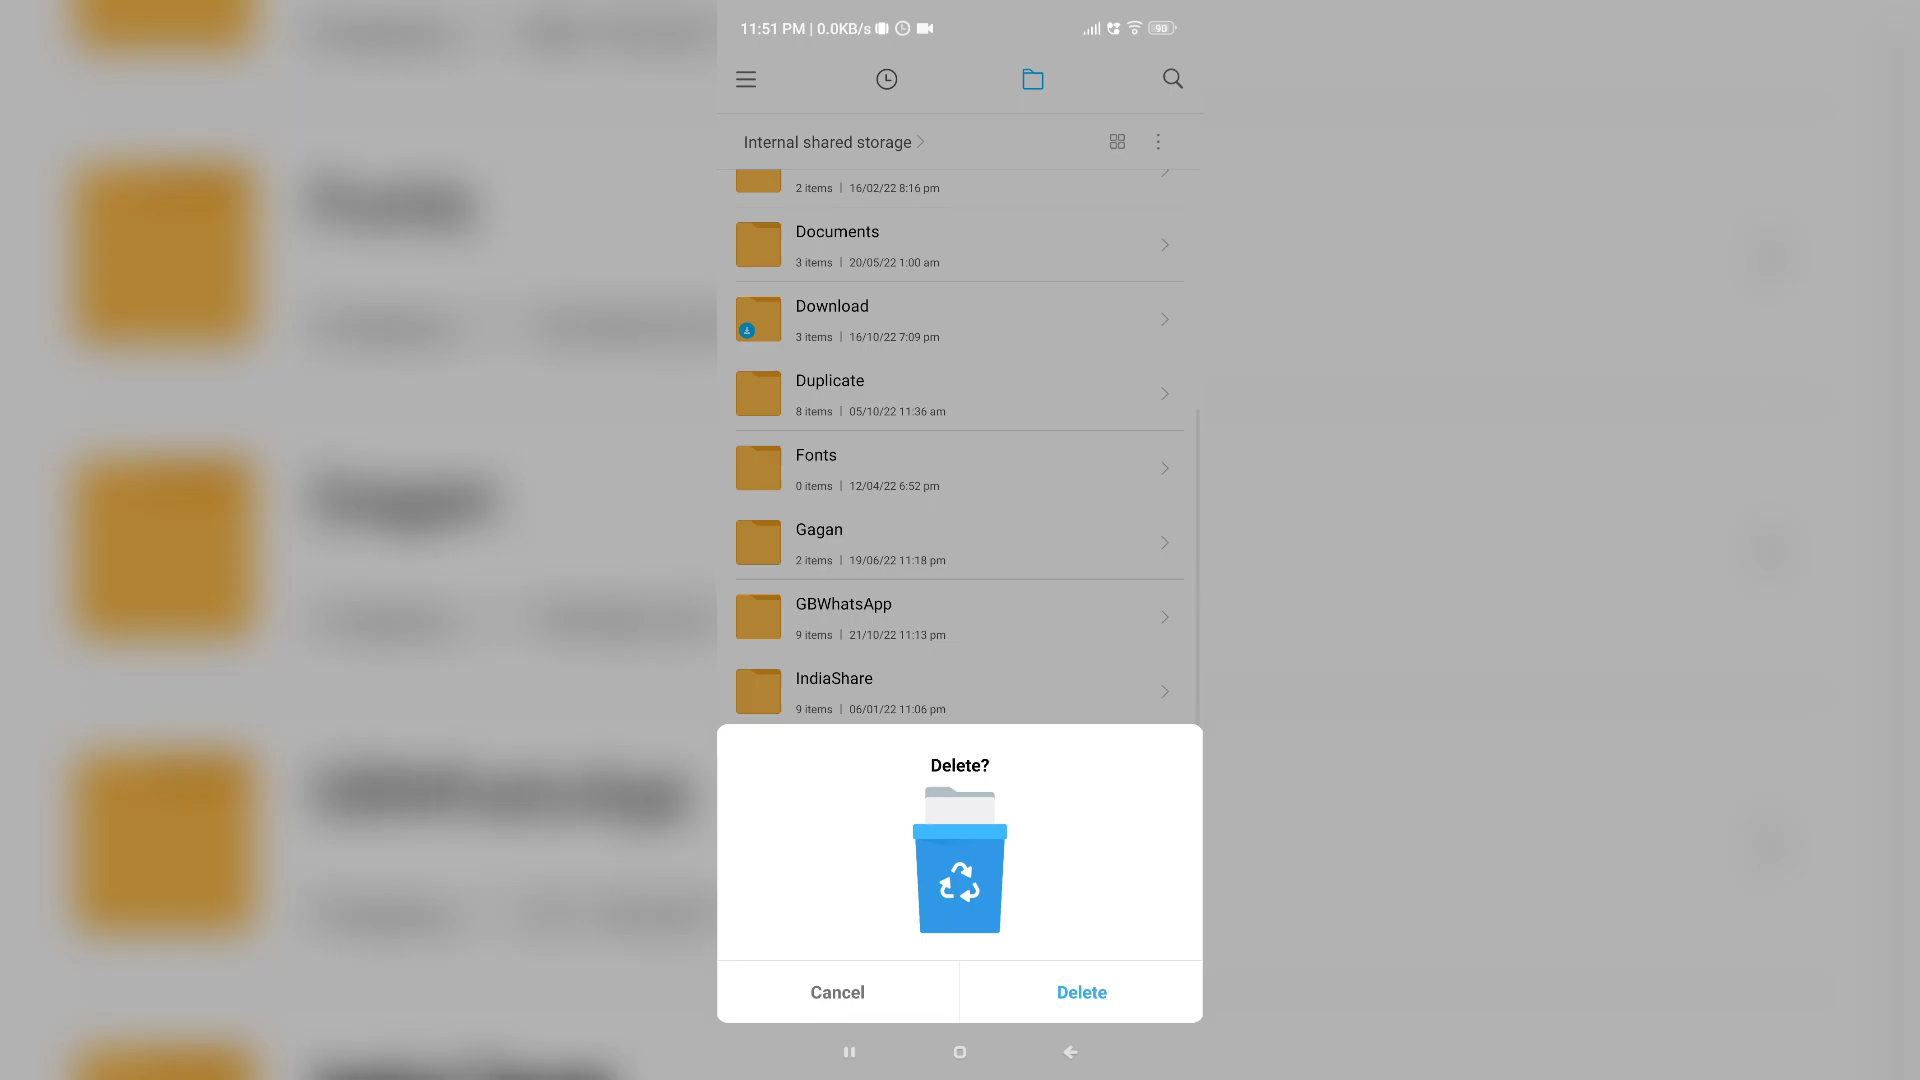 11:51 PM | 0.0KB/s
90
Internal shared storage
2 items | 16/02/22 8:16 pm
Documents
3 items | 20/05/22 1:00 am
Download
3 items | 16/10/22 7:09 pm
Duplicate
8 items | 05/10/22 11:36 am
Fonts
0 items | 12/04/22 6:52 pm
Gagan
2 items | 19/06/22 11:18 pm
GBWhatsApp
9 items | 21/10/22 11:13 pm
IndiaShare
9 items | 06/01/22 11:06 pm
Delete?
Cancel
Delete